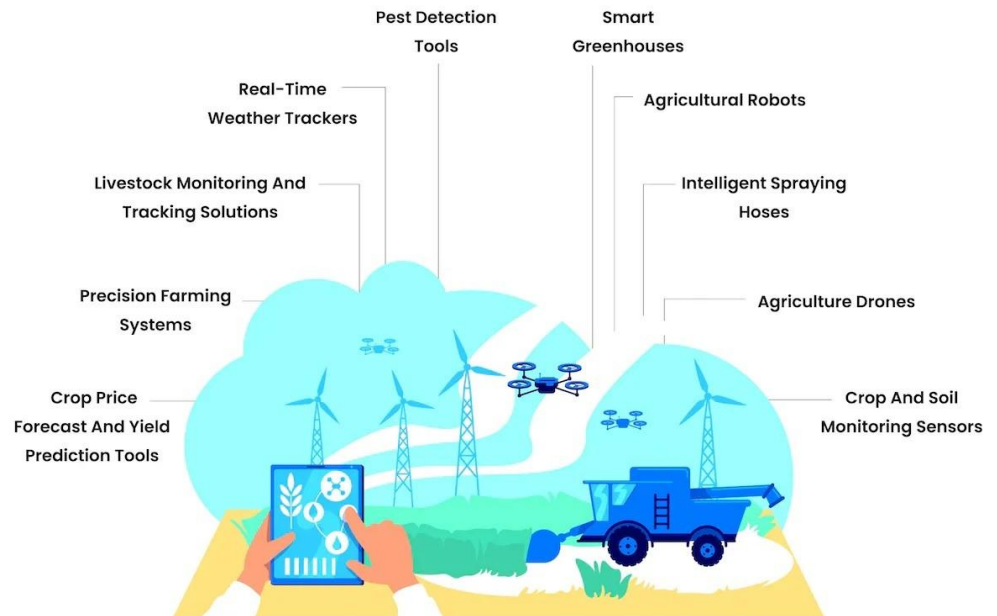 Pest Detection
Tools
Smart
Greenhouses
Real-Time
Weather Trackers
Agricultural Robots
Livestock Monitoring And
Tracking Solutions
Intelligent Spraying
Hoses
Precision Farming
Systems
Agriculture Drones
Crop Price
Forecast And Yield
Prediction Tools
Crop And Soil
Monitoring Sensors